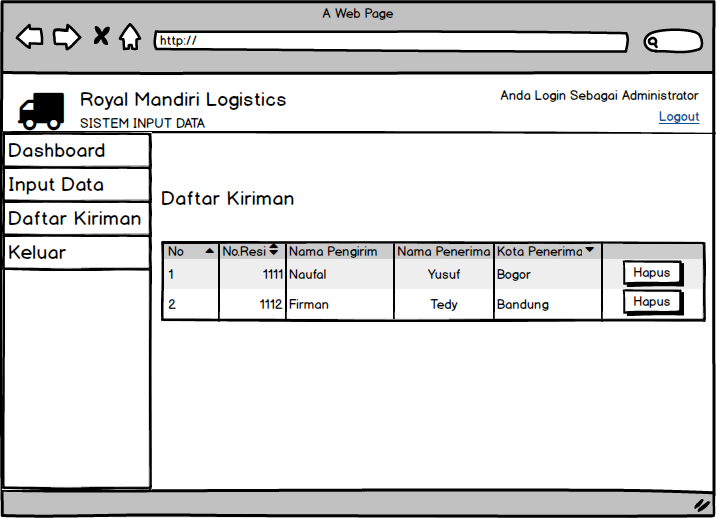 A Web Page
http://
Royal Mandiri Logistics
SISTEM INPUT DATA
Anda Login Sebagai Administrator
Logout
Dashboard
Input Data
Daftar Kiriman
Keluar
Daftar Kiriman
No No.Resi Nama Pengirim Nama Penerima Kota Penerima
1 1111 Naufal Yusuf Bogor Hapus
2 1112 Firman Tedy Bandung Hapus